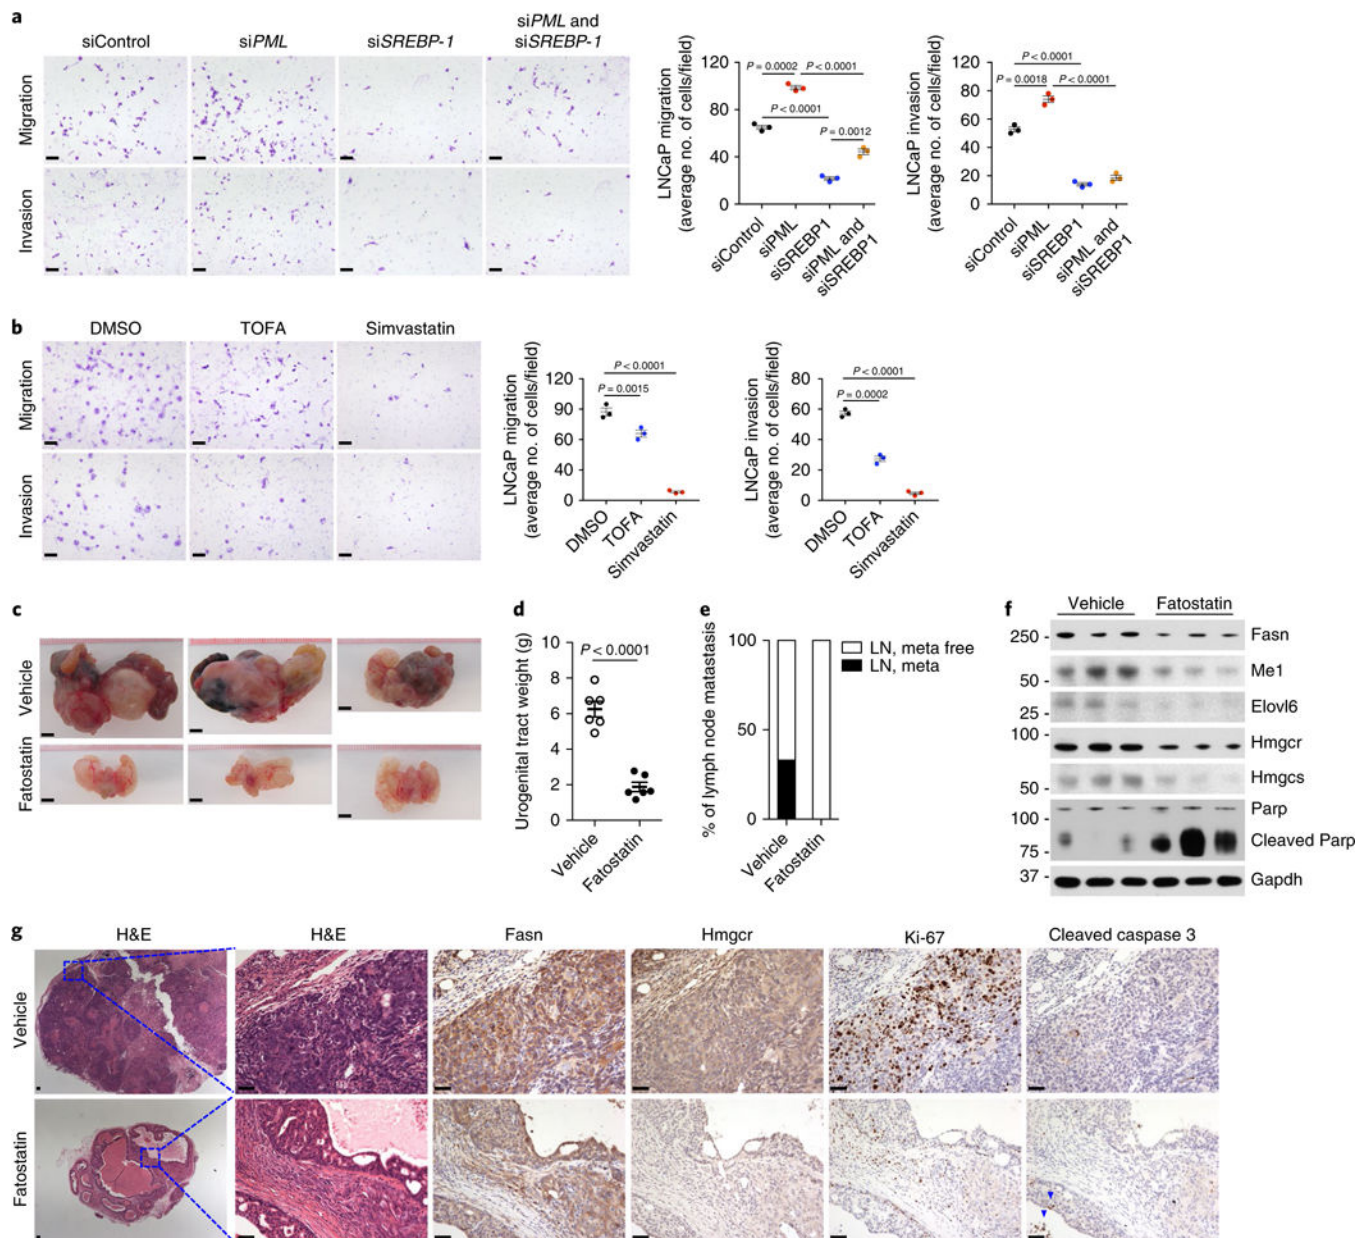 a
siControl
siPML
siSREBP-1
siPML and
siSREBP-1
Migration
Invasion
LNCaP migration
(average no. of cells/field)
120
80
40
0
P = 0.0002
P < 0.0001
P < 0.0001
P = 0.0012
siControl
siPML
siSREBP1
siPML and
siSREBP1
LNCaP invasion
(average no. of cells/field)
100
80
60
40
20
0
P < 0.0001
P = 0.0018
P < 0.0001
siControl
siPML
siSREBP1
siPML and
siSREBP1
b
DMSO
TOFA
Simvastatin
Migration
Invasion
LNCaP migration
(average no. of cells/field)
120
90
60
40
0
P < 0.0001
P = 0.0015
DMSO
TOFA
Simvastatin
LNCaP invasion
(average no. of cells/field)
80
60
40
20
0
P < 0.0001
P = 0.0002
DMSO
TOFA
Simvastatin
c
Vehicle
Fatostatin
d
Urogenital tract weight (g)
10
8
6
4
2
0
P < 0.0001
Vehicle
Fatostatin
e
% of lymph node matastasis
100
50
0
LN, meta free
LN, meta
Vehicle
Fatostatin
f
Vehicle
Fatostatin
250
Fasn
50
Me1
25
Elovl6
100
Hmgcr
50
Hmgcs
100
Parp
75
Cleaved Parp
37
Gapdh
g
H&E
H&E
Fasn
Hmgcr
Ki-67
Cleaved caspase 3
Vehicle
Fatostatin